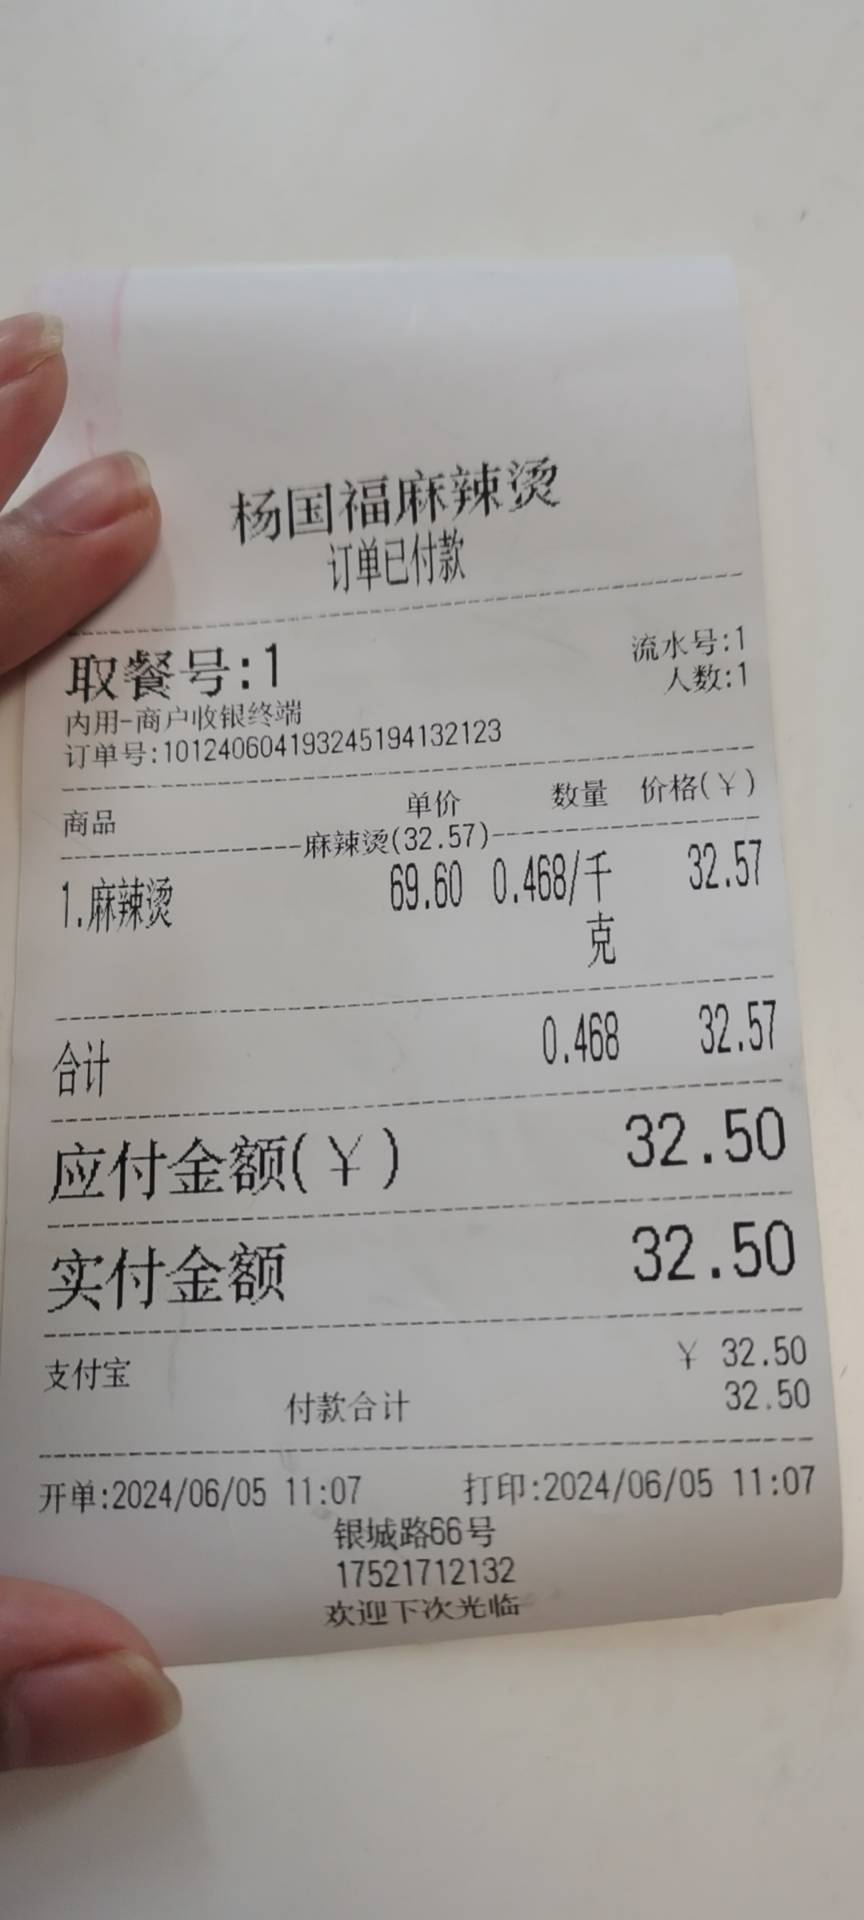 杨国福麻辣烫
订单已付款
取餐号:1 流水号:1
人数:1
内用-商户收银终端
订单号:101240604193245194132123
商品 单价 数量 价格(¥)
麻辣烫(32.57)
1.麻辣烫 69.60 0.468/千克 32.57
合计 0.468 32.57
应付金额(¥) 32.50
实付金额 32.50
支付宝 ¥ 32.50
付款合计 32.50
开单:2024/06/05 11:07 打印:2024/06/05 11:07
银城路66号
17521712132
欢迎下次光临